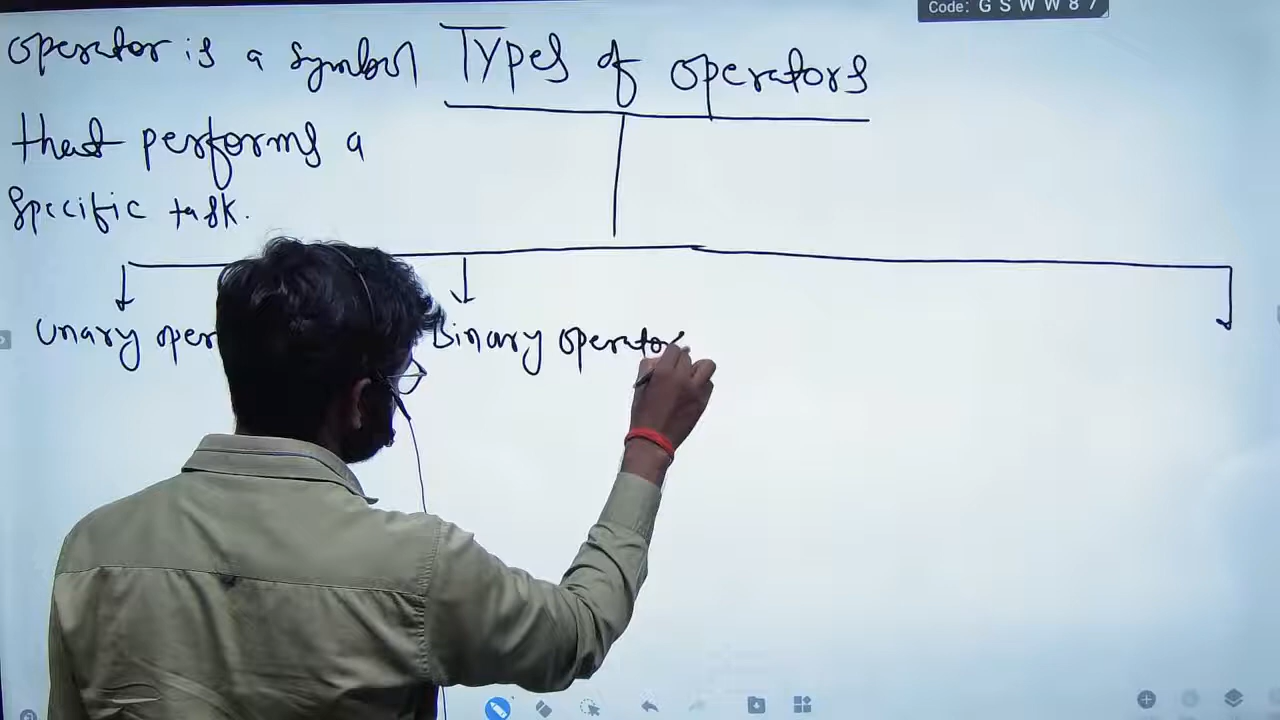 Code: G S W W 8 7
Types of operators
operator is a symbol
that performs a
specific task.
Unary oper
Binary operator